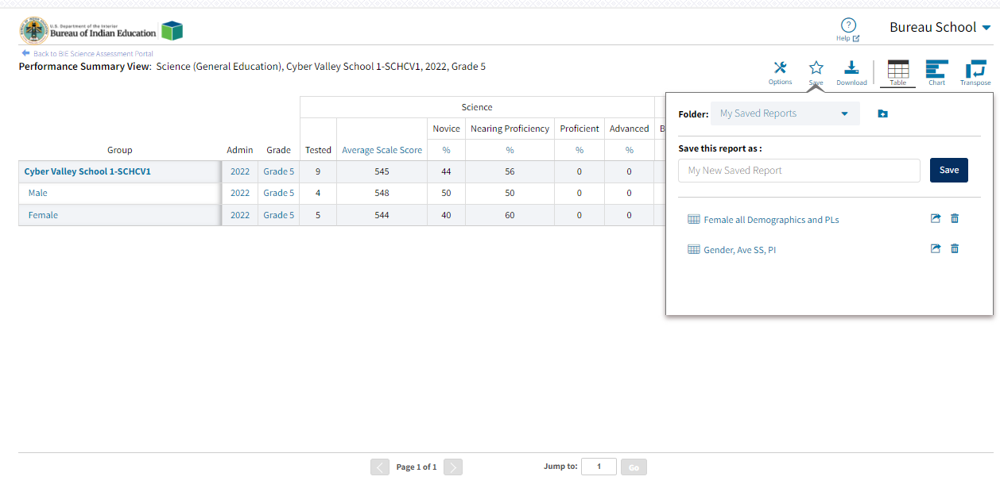 U.S. Department of the Interior
Bureau of Indian Education
Help
Bureau School
Back to BIE Science Assessment Portal
Performance Summary View: Science (General Education), Cyber Valley School 1-SCHCV1, 2022, Grade 5
Options
Save
Download
Table
Chart
Transpose
Science
Novice Nearing Proficiency Proficient Advanced B
Group Admin Grade Tested Average Scale Score % % % %
Cyber Valley School 1-SCHCV1 2022 Grade 5 9 545 44 56 0 0
Male 2022 Grade 5 4 548 50 50 0 0
Female 2022 Grade 5 5 544 40 60 0 0
Folder: My Saved Reports
Save this report as :
My New Saved Report Save
Female all Demographics and PLs
Gender, Ave SS, PI
Page 1 of 1 Jump to: 1 Go